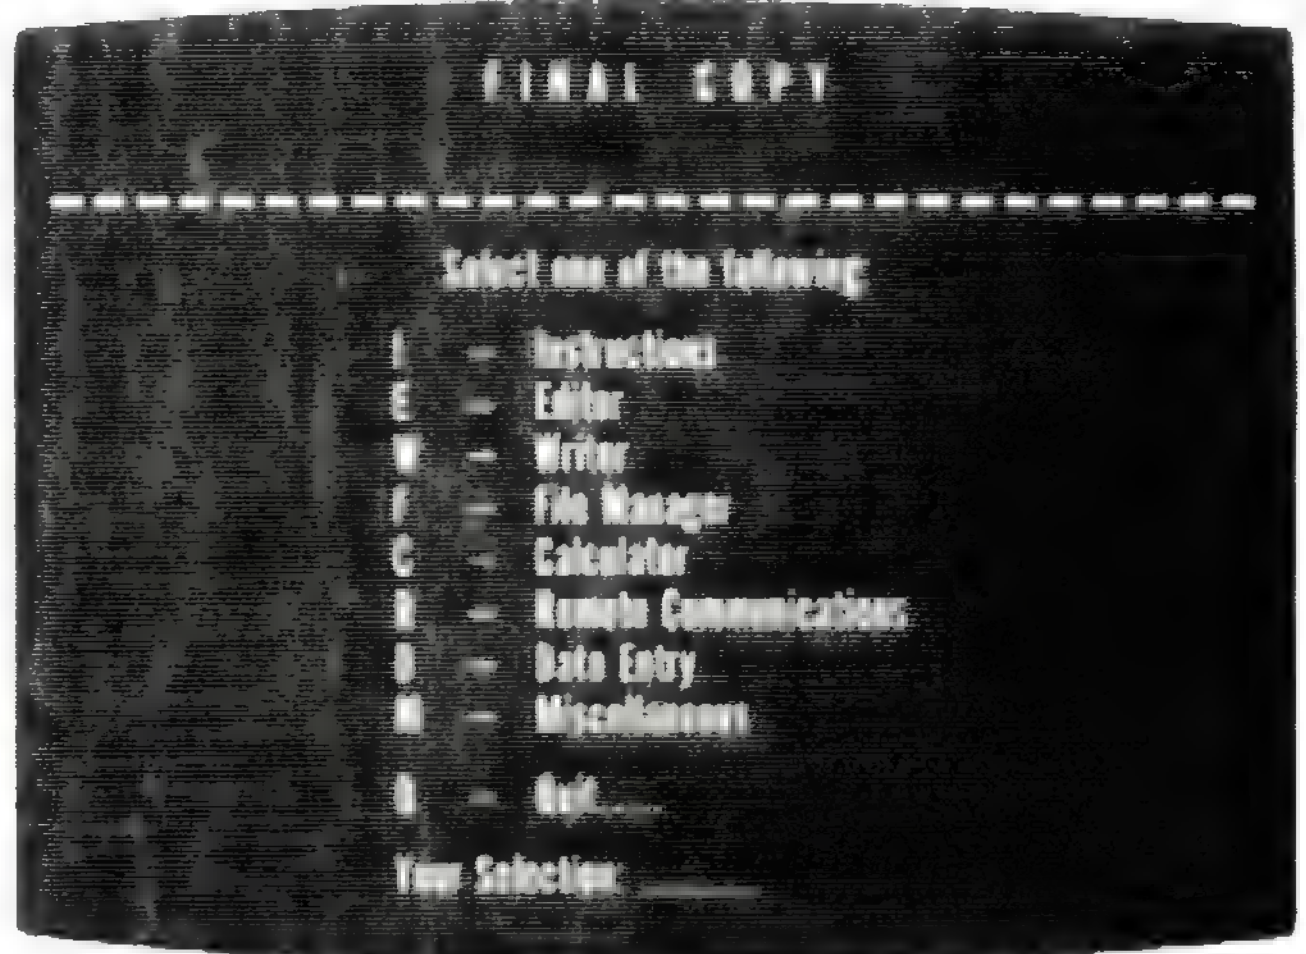 FINAL COPY
Select one of the following
I - Instructions
E - Editor
W - Writer
F - File Manager
C - Calculator
R - Remote Communications
D - Data Entry
M - Miscellaneous
Q - Quit
Your Selection